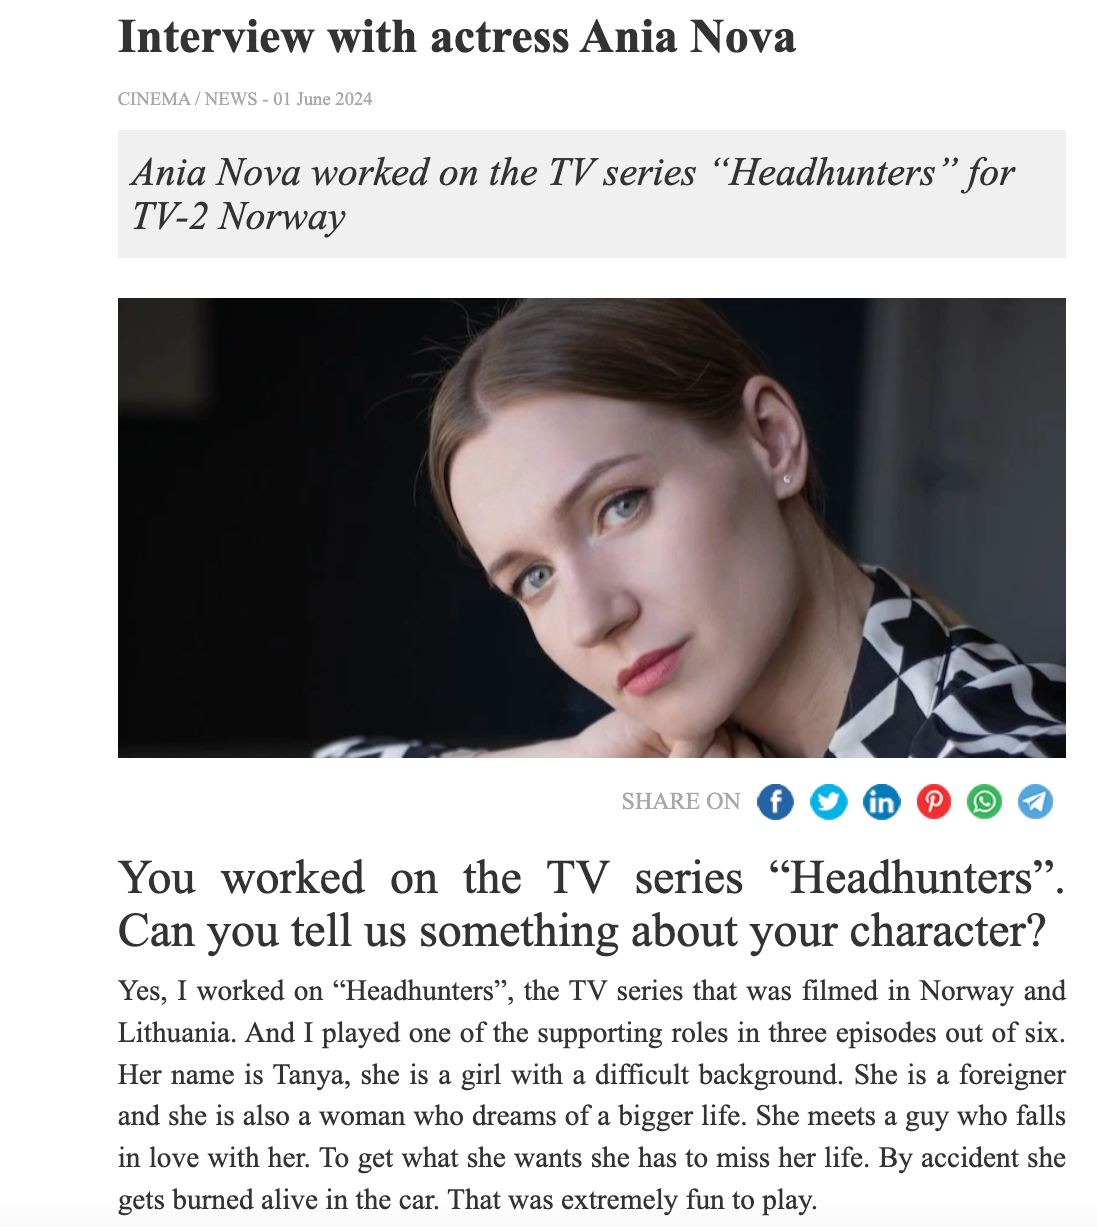 Interview with actress Ania Nova
CINEMA / NEWS - 01 June 2024
Ania Nova worked on the TV series “Headhunters” for
TV-2 Norway
SHARE ON
You worked on the TV series “Headhunters”.
Can you tell us something about your character?
Yes, I worked on “Headhunters”, the TV series that was filmed in Norway and
Lithuania. And I played one of the supporting roles in three episodes out of six.
Her name is Tanya, she is a girl with a difficult background. She is a foreigner
and she is also a woman who dreams of a bigger life. She meets a guy who falls
in love with her. To get what she wants she has to miss her life. By accident she
gets burned alive in the car. That was extremely fun to play.